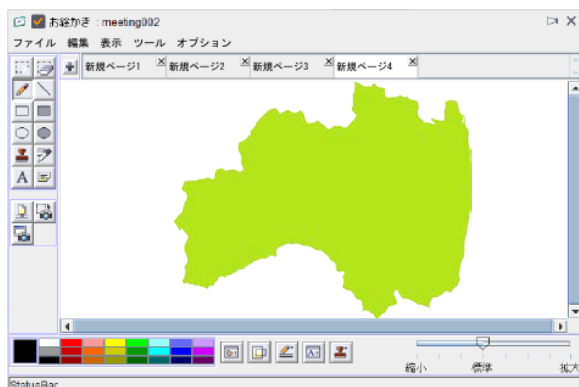 お絵かき : meeting002
ファイル 編集 表示 ツール オプション
新規ページ1 新規ページ2 新規ページ3 新規ページ4
A
縮小 標準 拡大
StatusBar